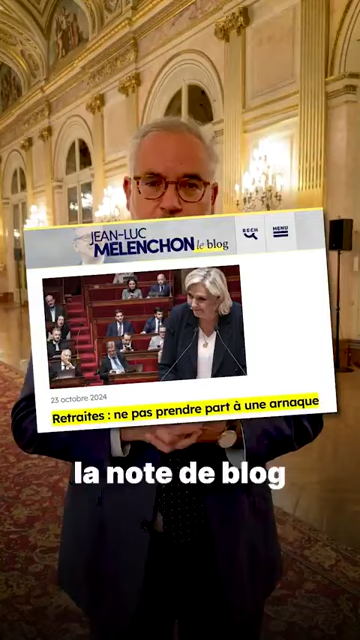 JEAN-LUC
MELENCHON le blog
RECH
MENU
23 octobre 2024
Retraites : ne pas prendre part à une arnaque
la note de blog